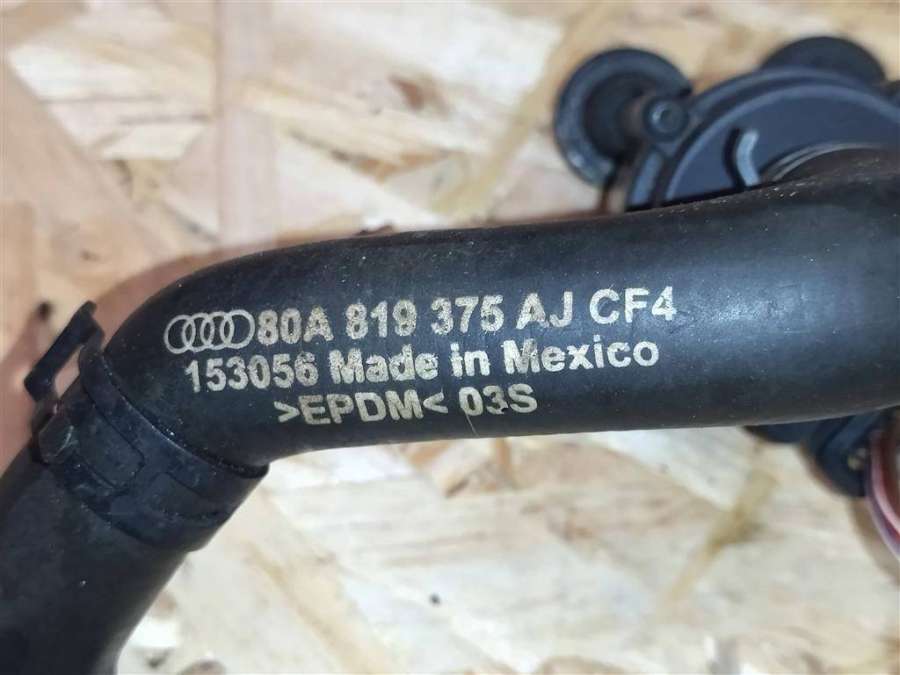 80A 819 375 AJ CF4
153056 Made in Mexico
>EPDM< 03S